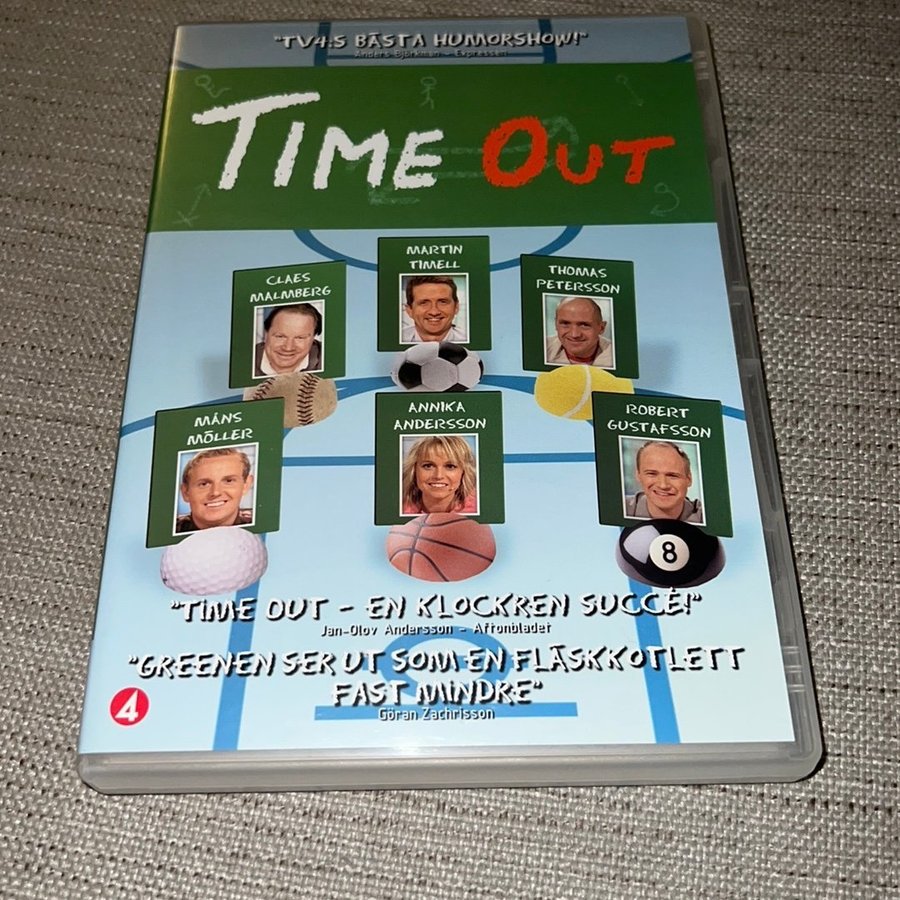 "TV4:S BÄSTA HUMORSHOW!"
Anders Björkman - Expressen
TIME OUT
MARTIN
TIMELL
CLAES
MALMBERG
THOMAS
PETERSSON
MÅNS
MÖLLER
ANNIKA
ANDERSSON
ROBERT
GUSTAFSSON
8
"TIME OUT - EN KLOCKREN SUCCÉ!"
Jan-Olov Andersson - Aftonbladet
"GREENEN SER UT SOM EN FLÄSKKOTLETT
FAST MINDRE"
Göran Zachrisson
4